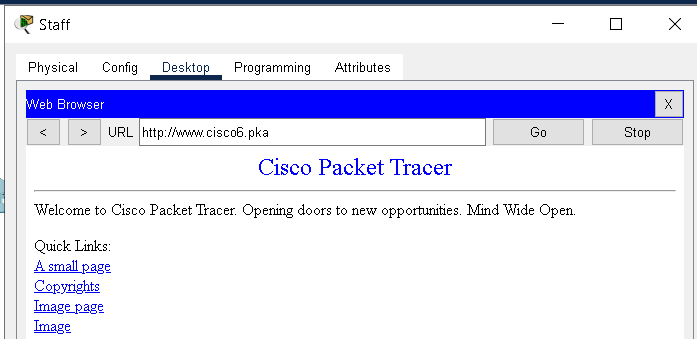 Staff
Physical Config Desktop Programming Attributes
Web Browser X
< > URL http://www.cisco6.pka Go Stop
Cisco Packet Tracer
Welcome to Cisco Packet Tracer. Opening doors to new opportunities. Mind Wide Open.
Quick Links:
A small page
Copyrights
Image page
Image